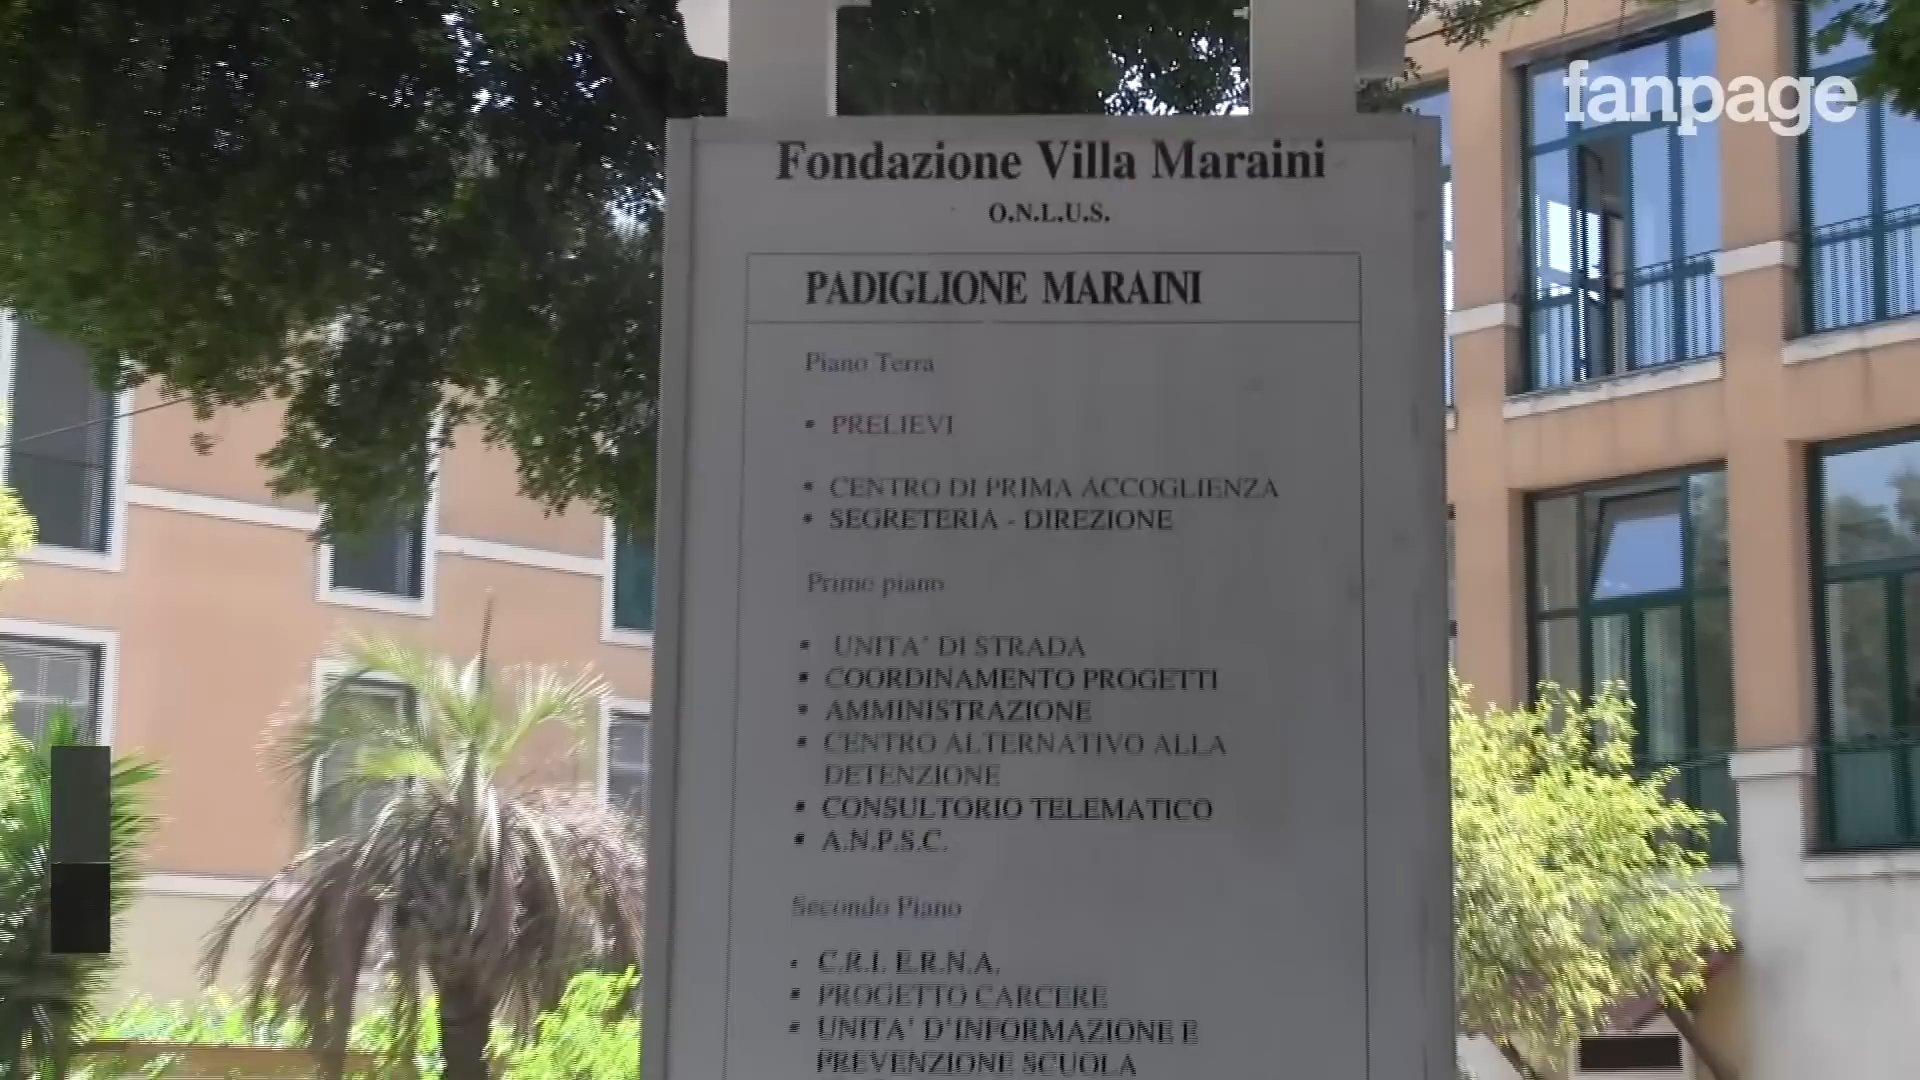 fanpage
Fondazione Villa Maraini
O.N.L.U.S.
PADIGLIONE MARAINI
Piano Terra
▪ PRELIEVI
▪ CENTRO DI PRIMA ACCOGLIENZA
▪ SEGRETERIA - DIREZIONE
Primo piano
▪ UNITA' DI STRADA
▪ COORDINAMENTO PROGETTI
▪ AMMINISTRAZIONE
▪ CENTRO ALTERNATIVO ALLA
DETENZIONE
▪ CONSULTORIO TELEMATICO
▪ A.N.P.S.C.
Secondo Piano
▪ C.R.I. E.R.N.A.
▪ PROGETTO CARCERE
▪ UNITA' D'INFORMAZIONE E
PREVENZIONE SCUOLA